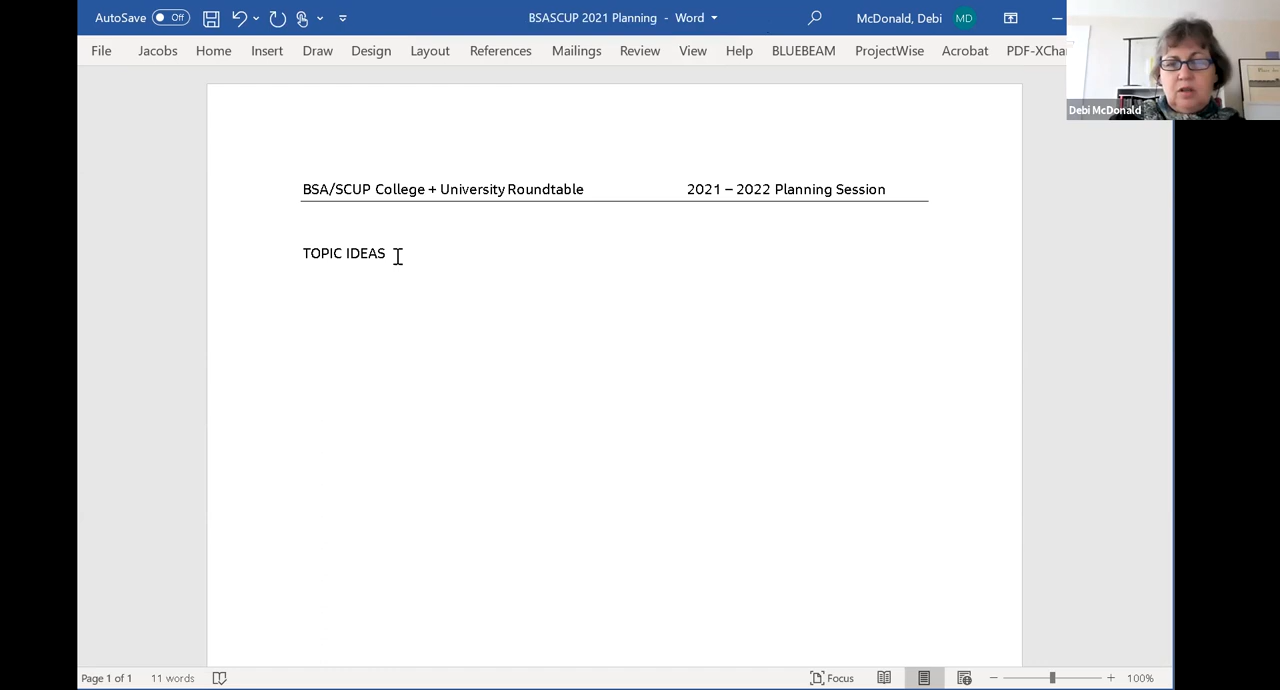 AutoSave Off BSASCUP 2021 Planning - Word McDonald, Debi MD
File Jacobs Home Insert Draw Design Layout References Mailings Review View Help BLUEBEAM ProjectWise Acrobat PDF-XCha
Debi McDonald
BSA/SCUP College + University Roundtable 2021 – 2022 Planning Session
TOPIC IDEAS
Page 1 of 1 11 words Focus 100%